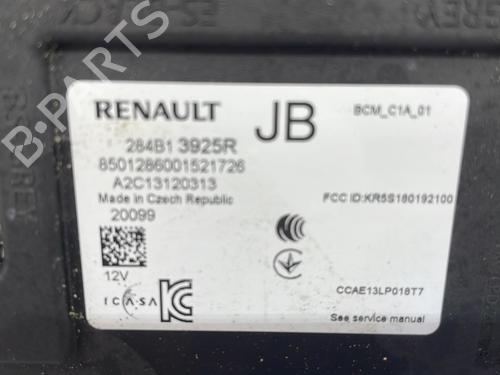 RENAULT JB BCM_C1A_01
284B1 3925R
8501286001521726
A2C13120313
Made in Czech Republic FCC ID:KR5S180192100
20099
12V
ICASA
CCAE13LP018T7
See service manual
B-PARTS